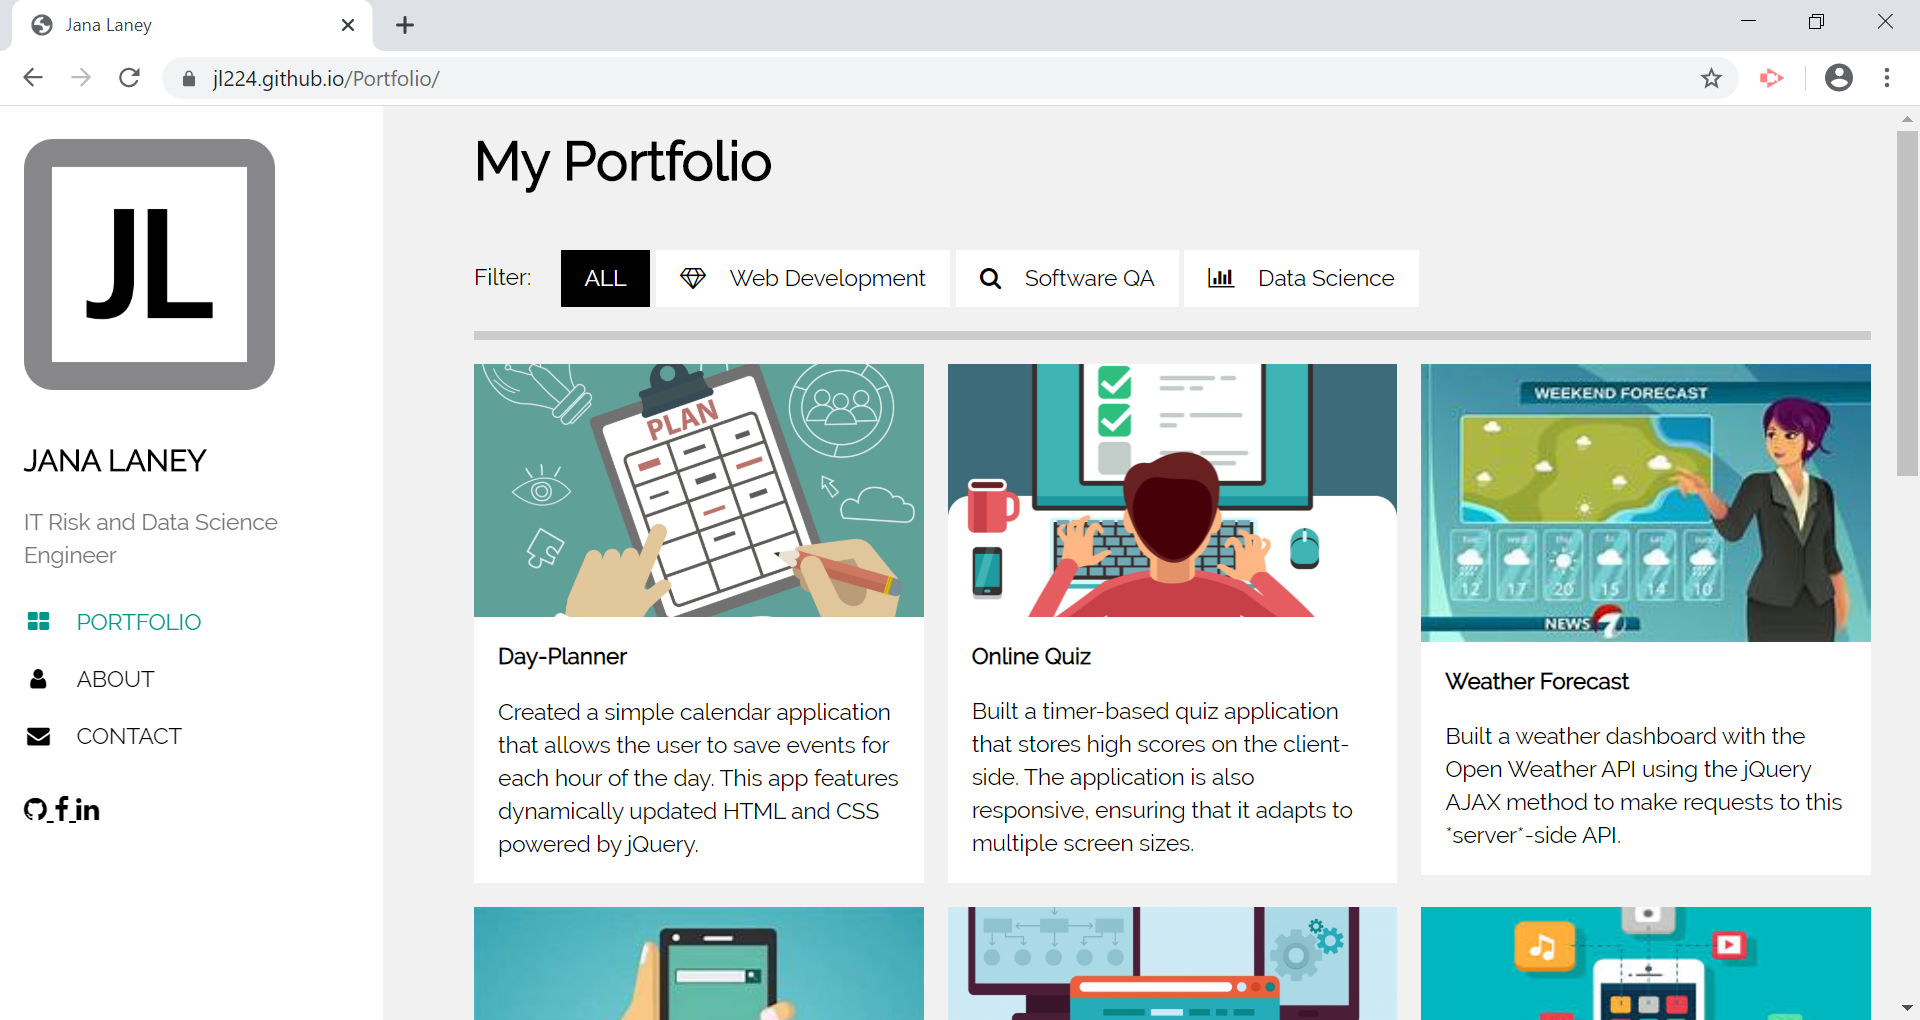 Jana Laney
jl224.github.io/Portfolio/
JL
JANA LANEY
IT Risk and Data Science
Engineer
PORTFOLIO
ABOUT
CONTACT
My Portfolio
Filter:
ALL
Web Development
Software QA
Data Science
PLAN
Day-Planner
Created a simple calendar application
that allows the user to save events for
each hour of the day. This app features
dynamically updated HTML and CSS
powered by jQuery.
Online Quiz
Built a timer-based quiz application
that stores high scores on the client-
side. The application is also
responsive, ensuring that it adapts to
multiple screen sizes.
WEEKEND FORECAST
12 17 20 15 14 10
NEWS 7
Weather Forecast
Built a weather dashboard with the
Open Weather API using the jQuery
AJAX method to make requests to this
*server*-side API.